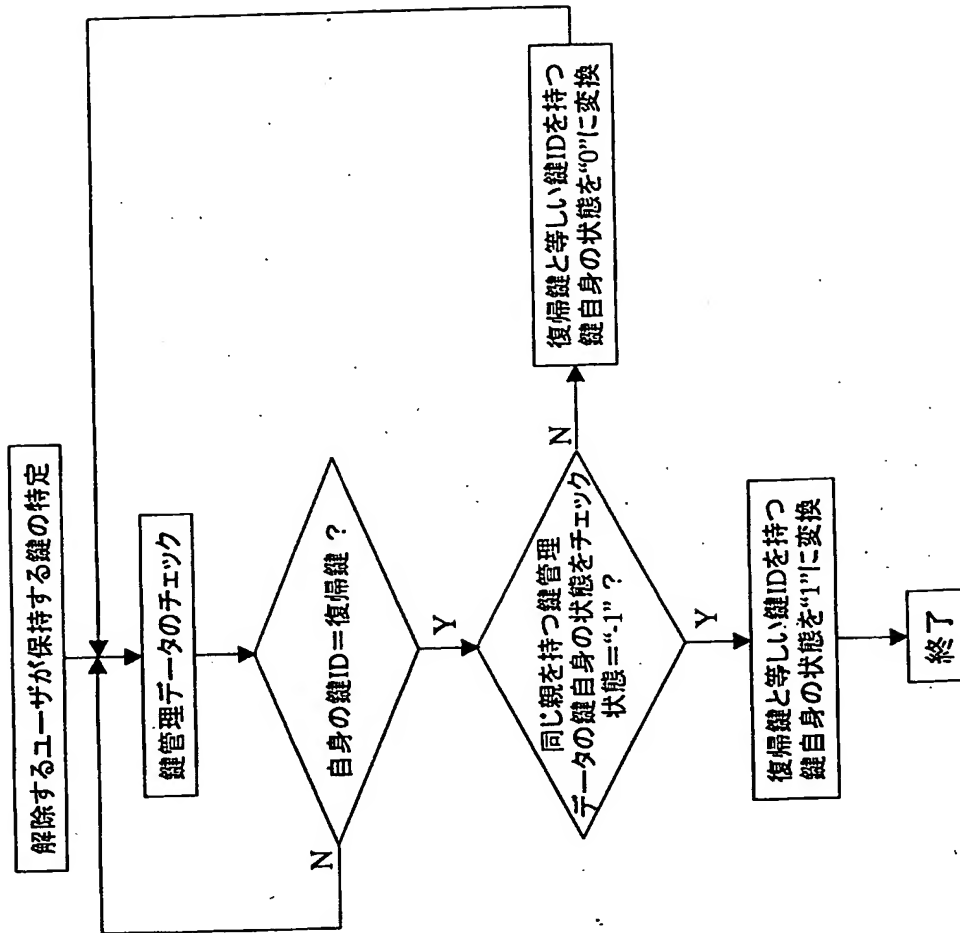 解除するユーザが保持する鍵の特定
鍵管理データのチェック
自身の鍵ID=復帰鍵 ?
N
Y
同じ親を持つ鍵管理
データの鍵自身の状態をチェック
状態=“-1” ?
N
復帰鍵と等しい鍵IDを持つ
鍵自身の状態を“0”に変換
Y
復帰鍵と等しい鍵IDを持つ
鍵自身の状態を“1”に変換
終了